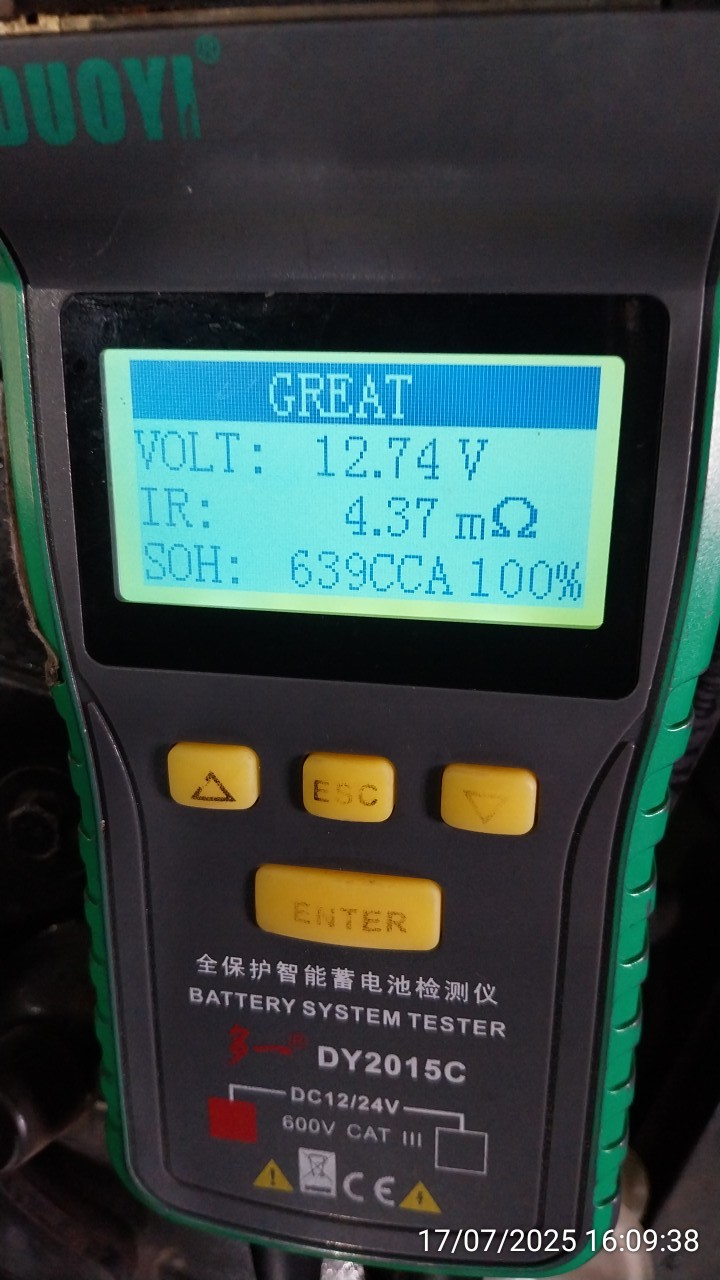 DUOYI®
GREAT
VOLT: 12.74 V
IR: 4.37 mΩ
SOH: 639CCA 100%
ESC
ENTER
全保护智能蓄电池检测仪
BATTERY SYSTEM TESTER
多一® DY2015C
DC12/24V
600V CAT III
CE
17/07/2025 16:09:38